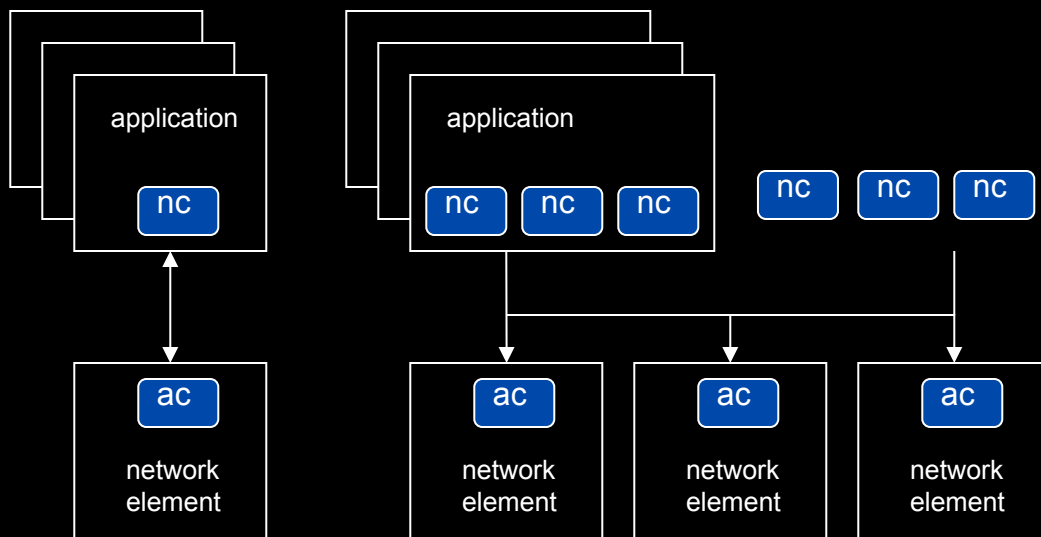 application
nc
application
nc nc nc
nc nc nc
ac
network
element
ac
network
element
ac
network
element
ac
network
element